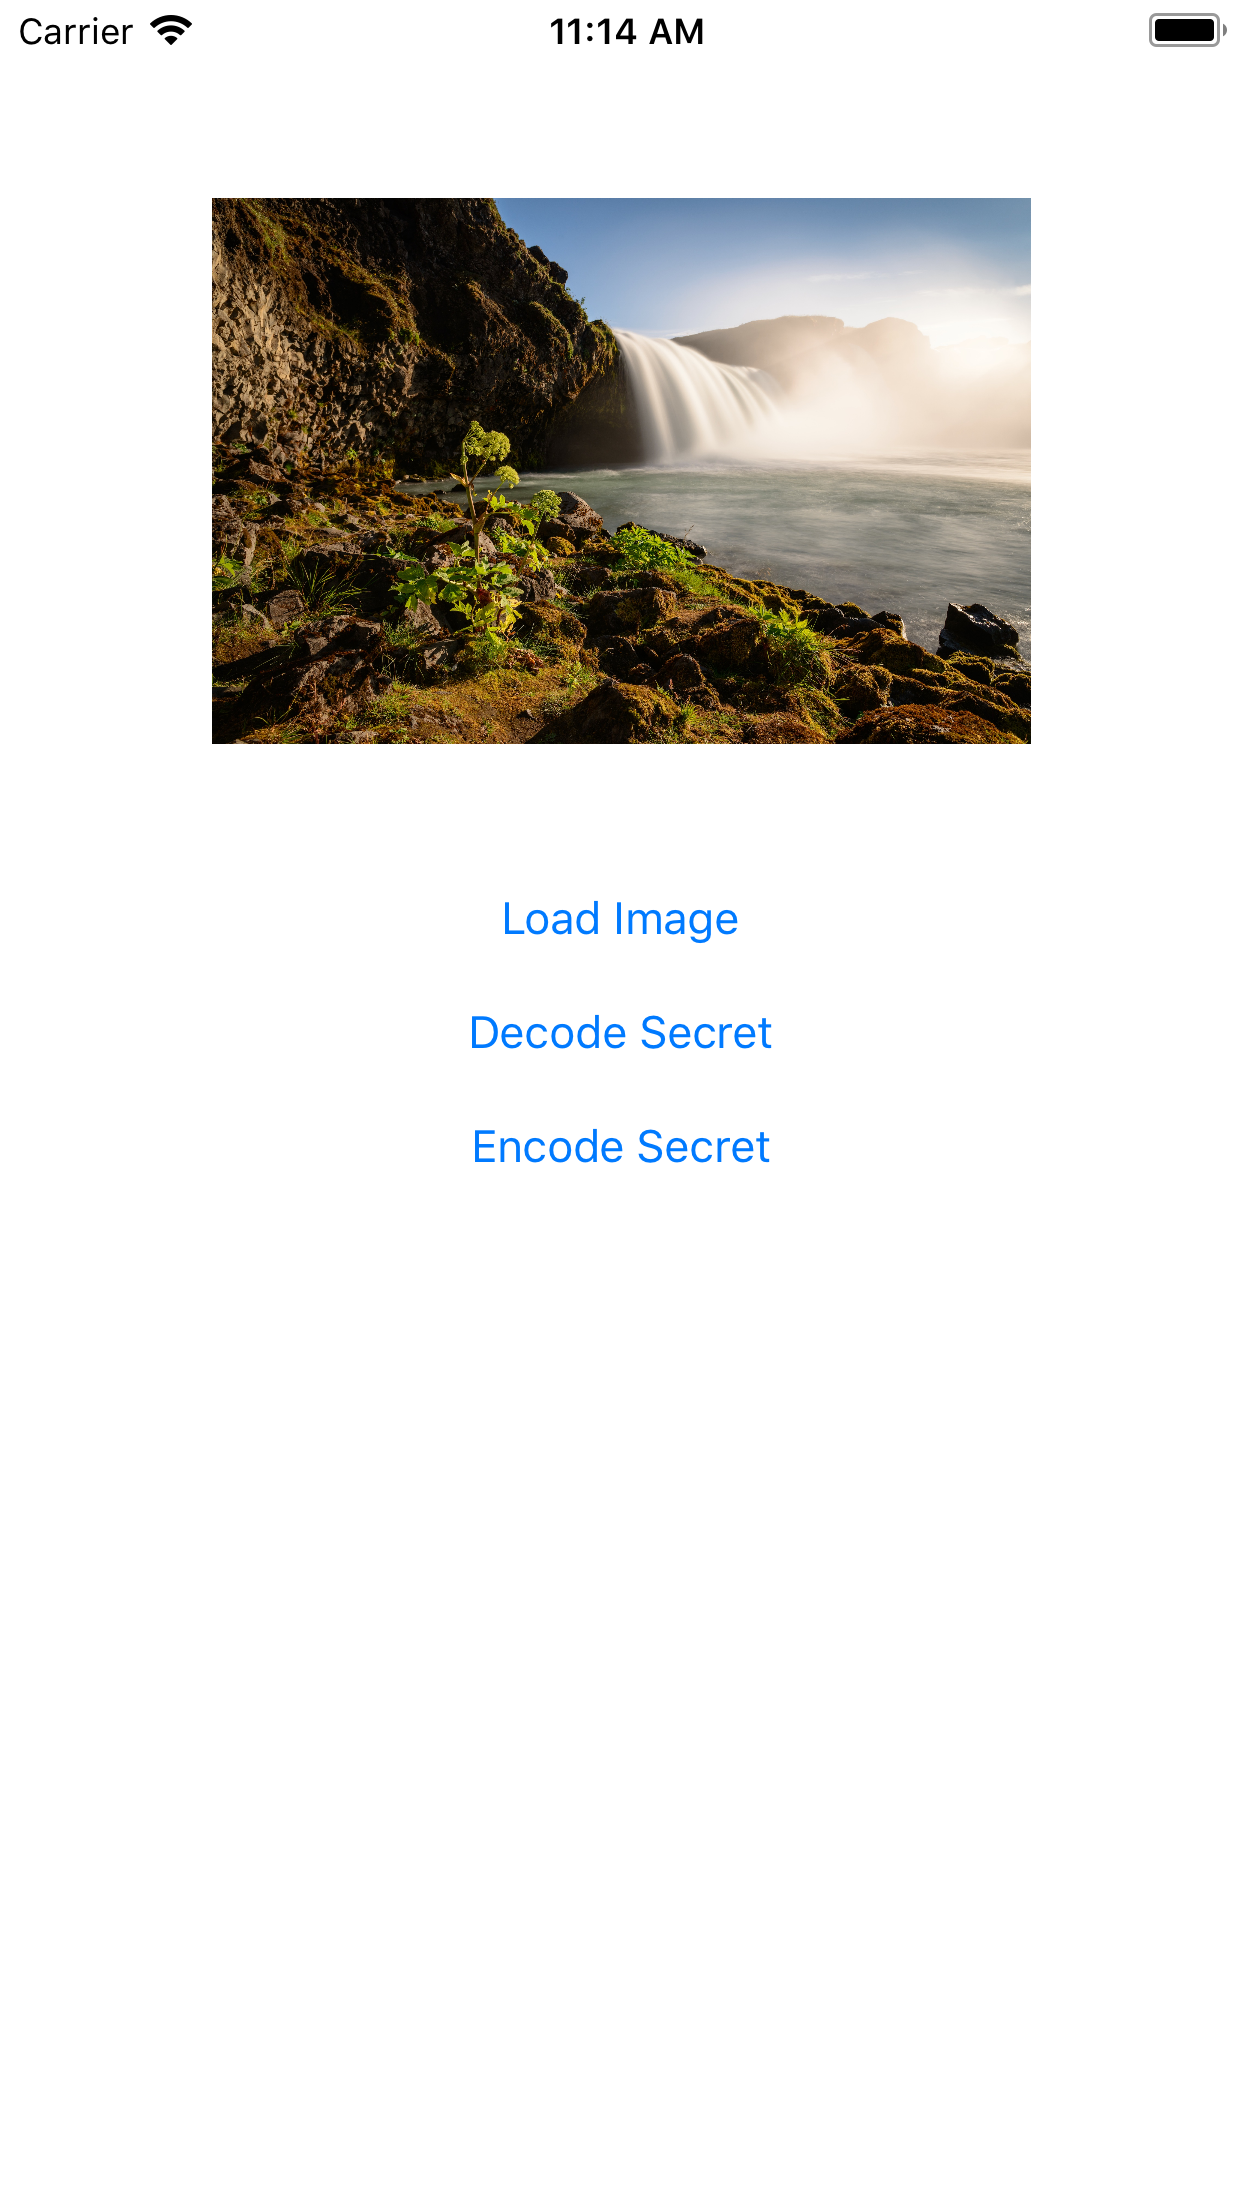 Carrier 11:14 AM
Load Image
Decode Secret
Encode Secret